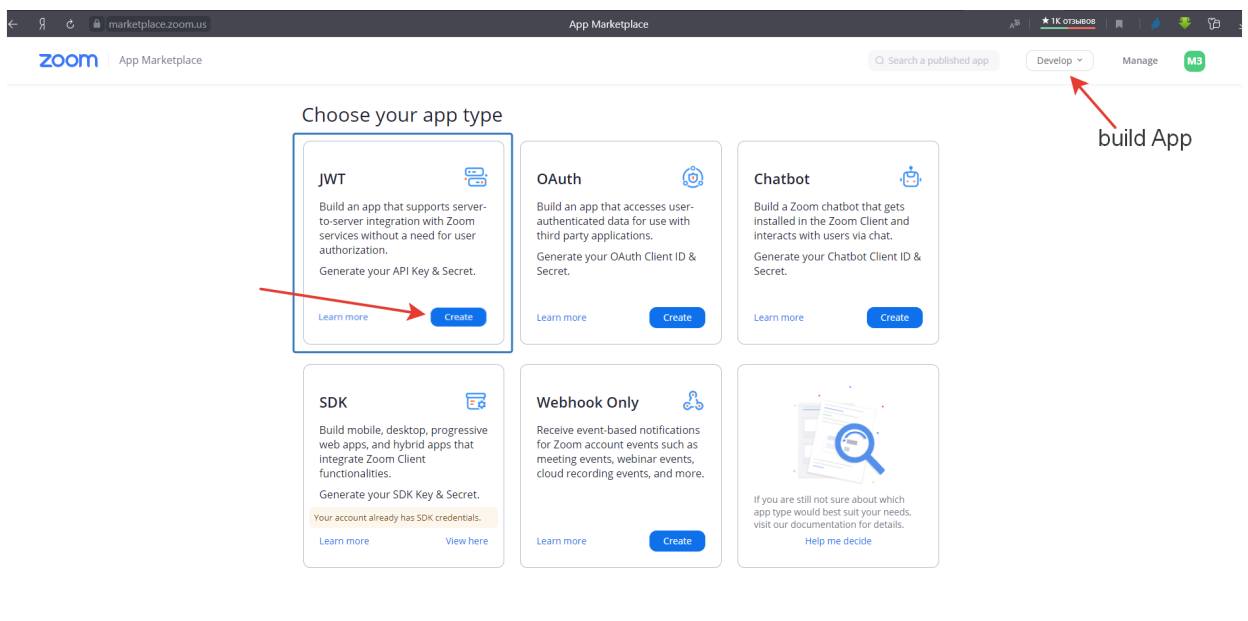 marketplace.zoom.us
App Marketplace
★ 1K отзывов
zoom
App Marketplace
Search a published app
Develop
Manage
МЗ
build App
Choose your app type
JWT
Build an app that supports server-
to-server integration with Zoom
services without a need for user
authorization.
Generate your API Key & Secret.
Learn more
Create
OAuth
Build an app that accesses user-
authenticated data for use with
third party applications.
Generate your OAuth Client ID &
Secret.
Learn more
Create
Chatbot
Build a Zoom chatbot that gets
installed in the Zoom Client and
interacts with users via chat.
Generate your Chatbot Client ID &
Secret.
Learn more
Create
SDK
Build mobile, desktop, progressive
web apps, and hybrid apps that
integrate Zoom Client
functionalities.
Generate your SDK Key & Secret.
Your account already has SDK credentials.
Learn more
View here
Webhook Only
Receive event-based notifications
for Zoom account events such as
meeting events, webinar events,
cloud recording events, and more.
Learn more
Create
If you are still not sure about which
app type would best suit your needs,
visit our documentation for details.
Help me decide